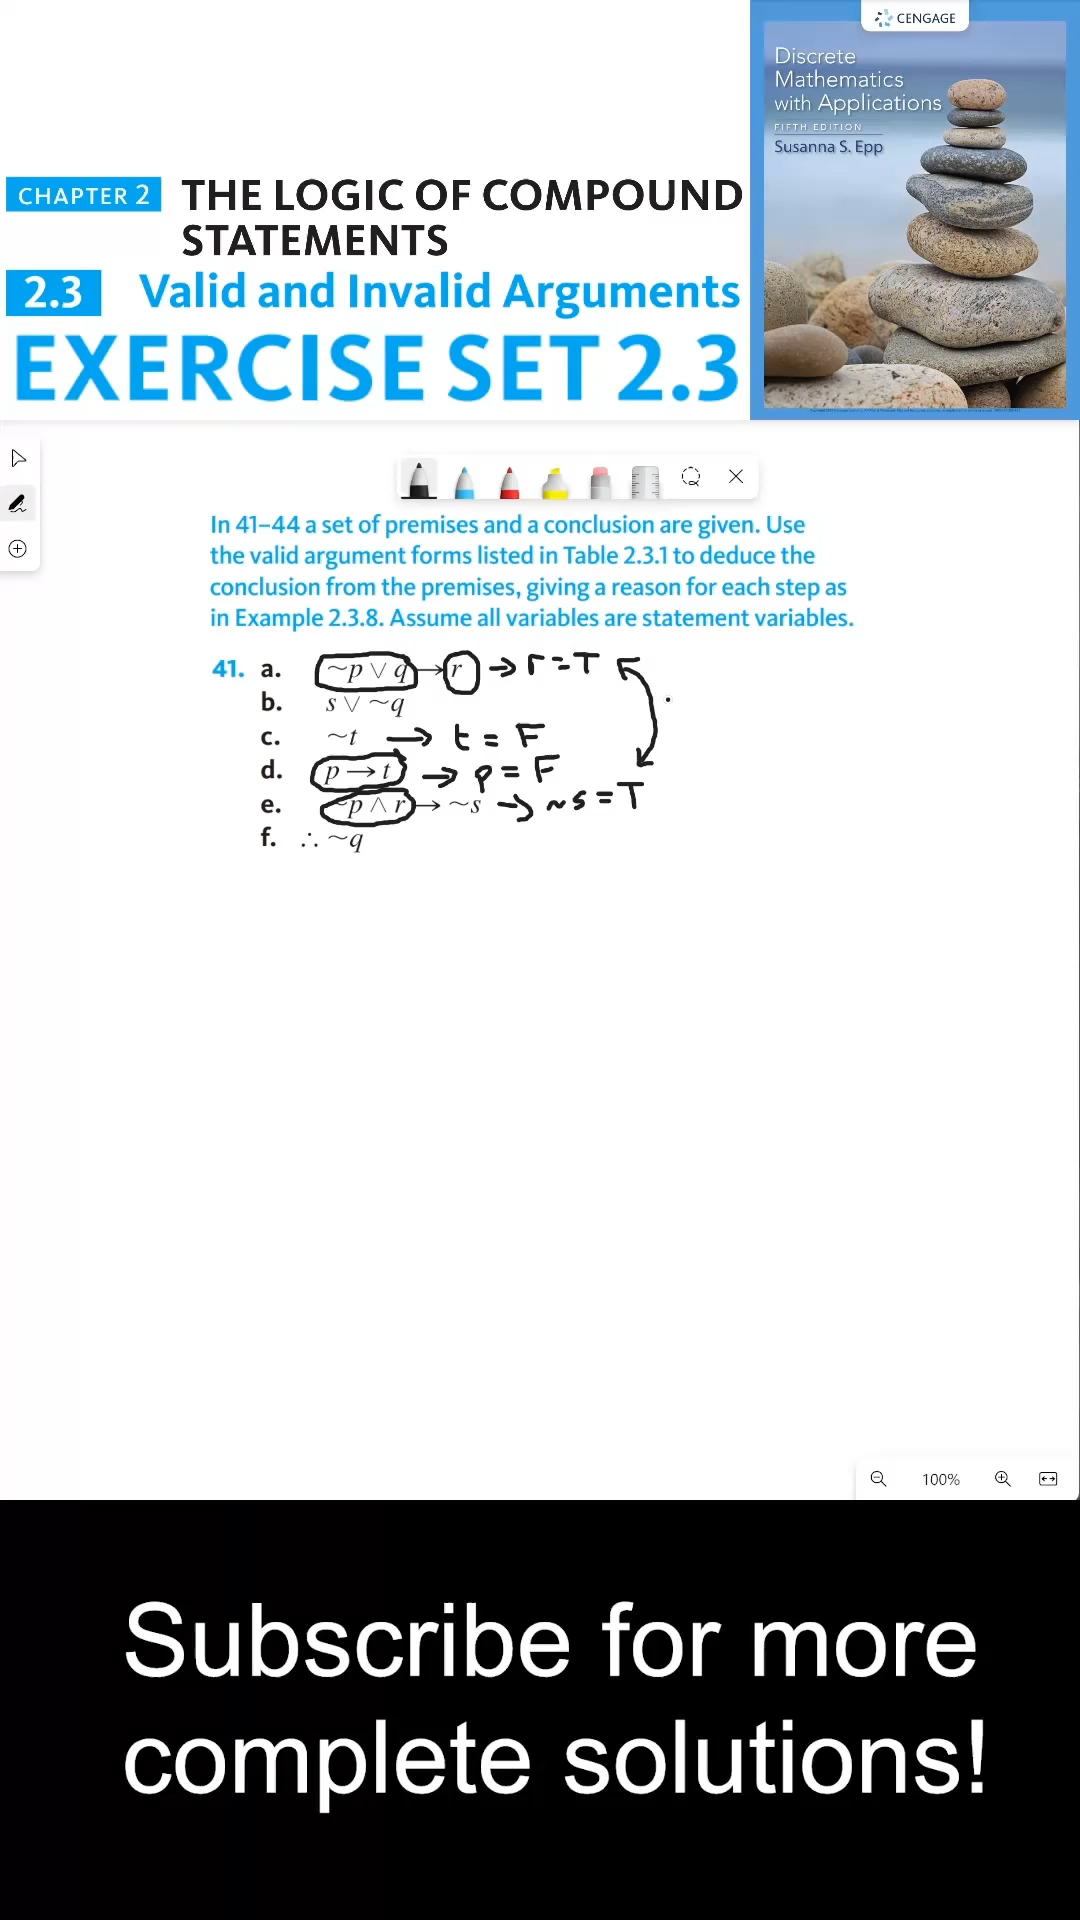 CENGAGE
Discrete
Mathematics
with Applications
FIFTH EDITION
Susanna S. Epp
CHAPTER 2 THE LOGIC OF COMPOUND
STATEMENTS
2.3 Valid and Invalid Arguments
EXERCISE SET 2.3
In 41–44 a set of premises and a conclusion are given. Use
the valid argument forms listed in Table 2.3.1 to deduce the
conclusion from the premises, giving a reason for each step as
in Example 2.3.8. Assume all variables are statement variables.
41. a. ~p ∨ q → r → r = T
b. s ∨ ~q
c. ~t → t = F
d. p → t → p = F
e. ~p ∧ r → ~s → ~s = T
f. ∴ ~q
100%
Subscribe for more
complete solutions!